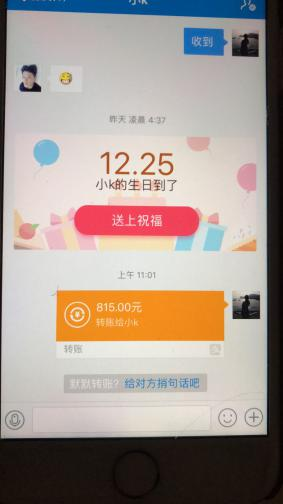 小k
收到
昨天 凌晨 4:37
12.25
小k的生日到了
送上祝福
上午 11:01
815.00元
转账给小k
转账
默默转账？给对方捎句话吧